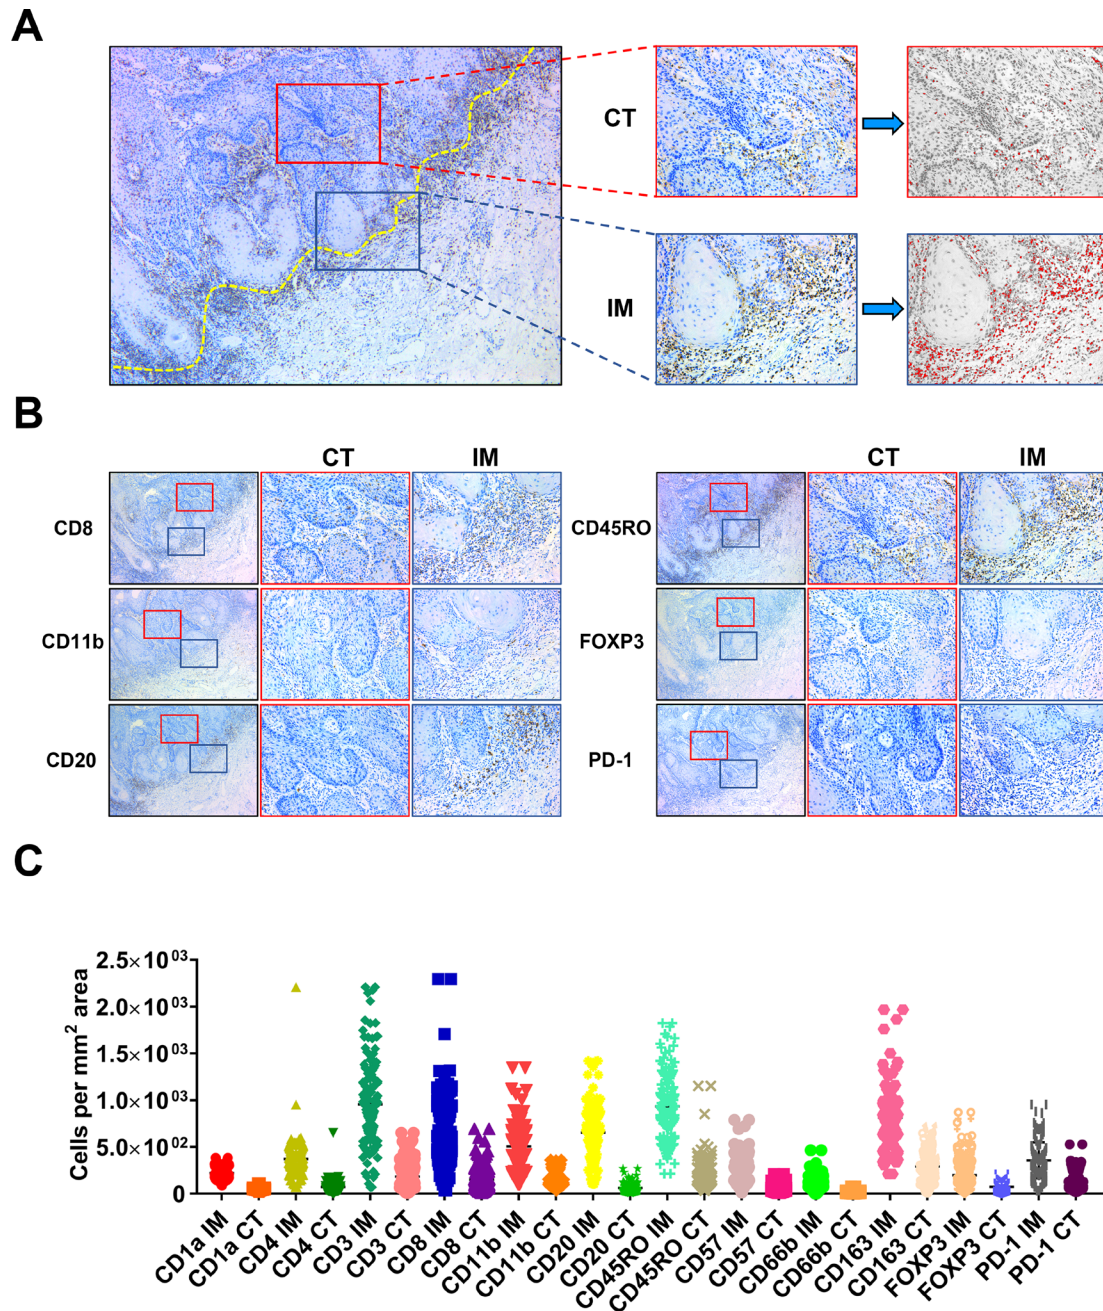 A
CT
IM
B
CT
IM
CT
IM
CD8
CD45RO
CD11b
FOXP3
CD20
PD-1
C
Cells per mm² area
2.5×10⁰³
2.0×10⁰³
1.5×10⁰³
1.0×10⁰³
5.0×10⁰²
0
CD1a IM
CD1a CT
CD4 IM
CD4 CT
CD3 IM
CD3 CT
CD8 IM
CD8 CT
CD11b IM
CD11b CT
CD20 IM
CD20 CT
CD45RO IM
CD45RO CT
CD57 IM
CD57 CT
CD66b IM
CD66b CT
CD163 IM
CD163 CT
FOXP3 IM
FOXP3 CT
PD-1 IM
PD-1 CT